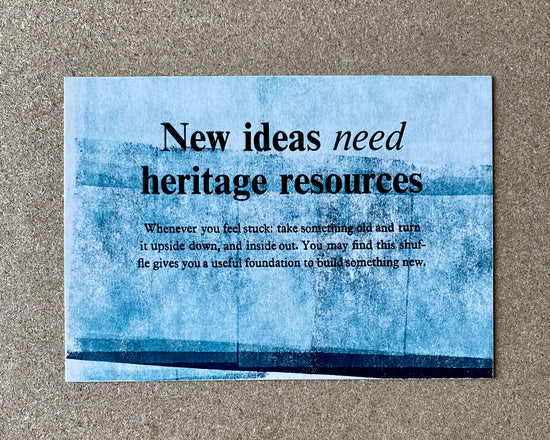 New ideas need
heritage resources
Whenever you feel stuck: take something old and turn
it upside down, and inside out. You may find this shuf-
fle gives you a useful foundation to build something new.